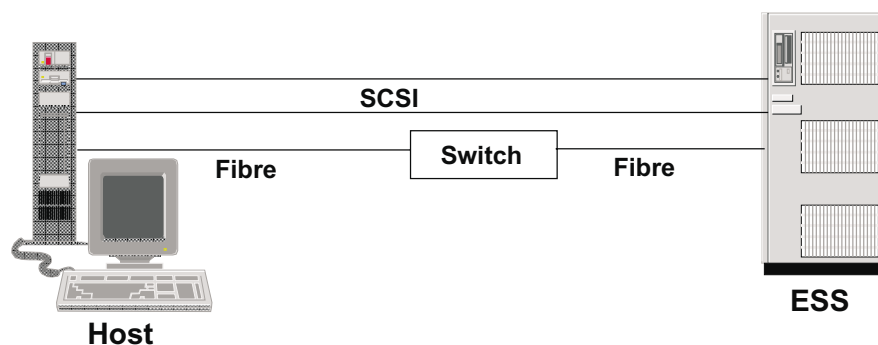 SCSI
Fibre
Switch
Fibre
Host
ESS